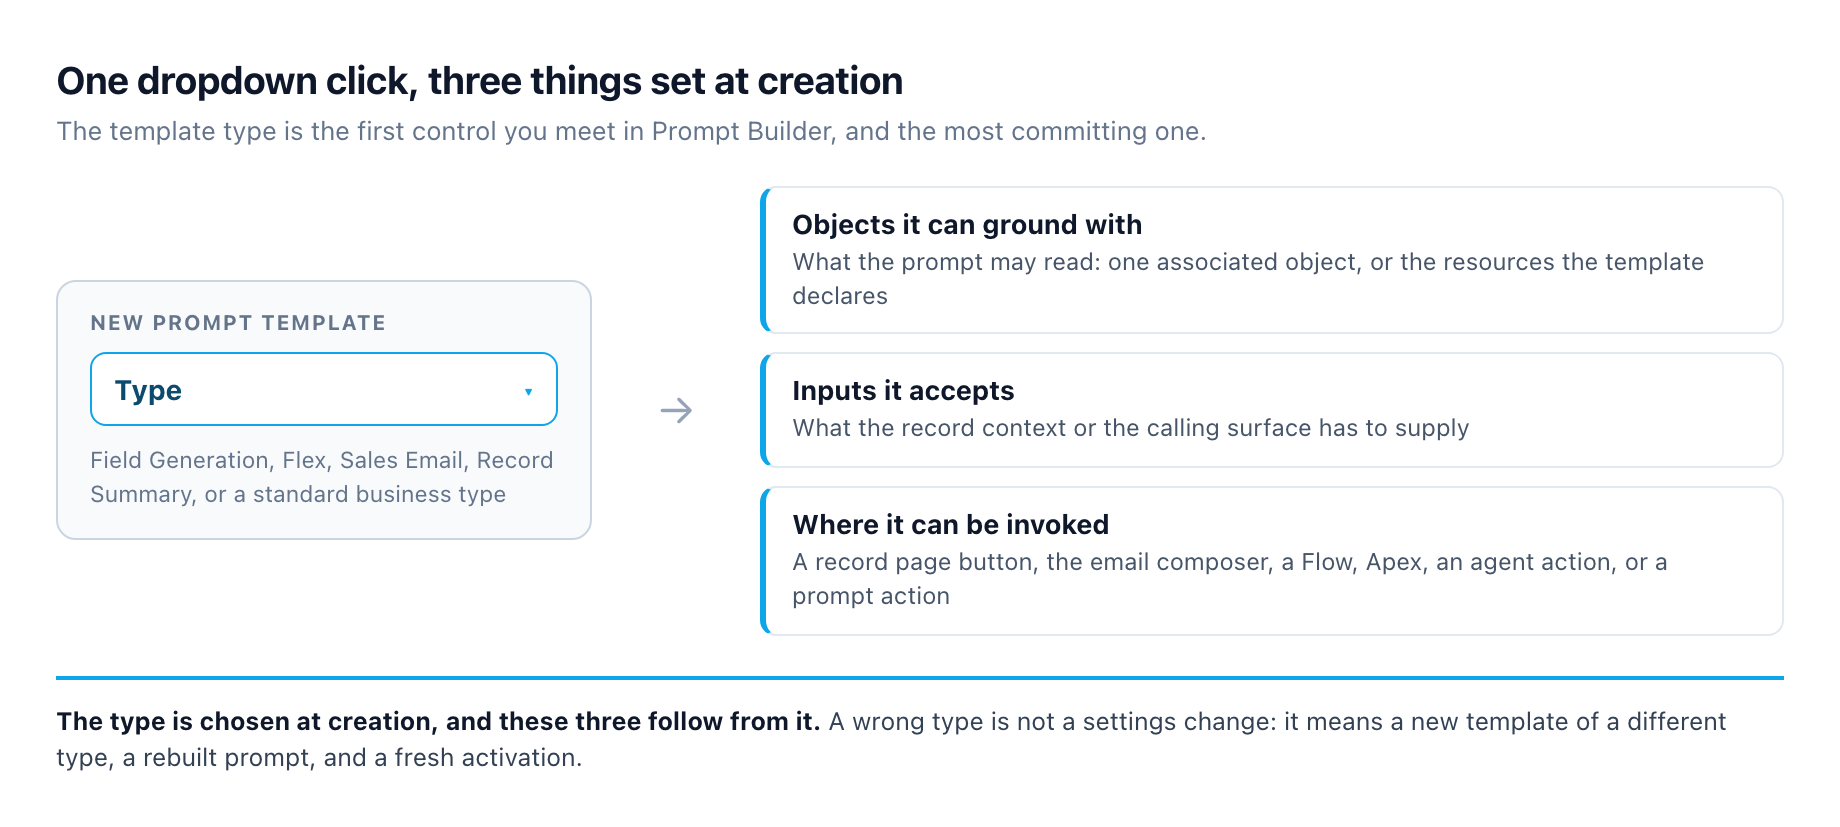 One dropdown click, three things set at creation
The template type is the first control you meet in Prompt Builder, and the most committing one.
NEW PROMPT TEMPLATE
Type
Field Generation, Flex, Sales Email, Record
Summary, or a standard business type
Objects it can ground with
What the prompt may read: one associated object, or the resources the template
declares
Inputs it accepts
What the record context or the calling surface has to supply
Where it can be invoked
A record page button, the email composer, a Flow, Apex, an agent action, or a
prompt action
The type is chosen at creation, and these three follow from it. A wrong type is not a settings change: it means a new template of a different
type, a rebuilt prompt, and a fresh activation.